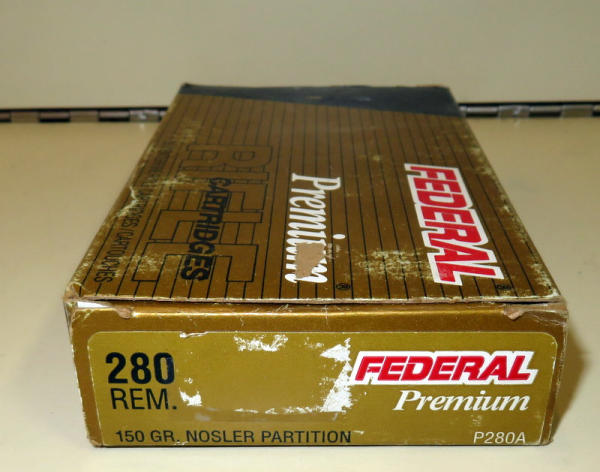 FEDERAL
Premium
RIFLE
CARTRIDGES
280
REM.
FEDERAL
Premium
150 GR. NOSLER PARTITION
P280A